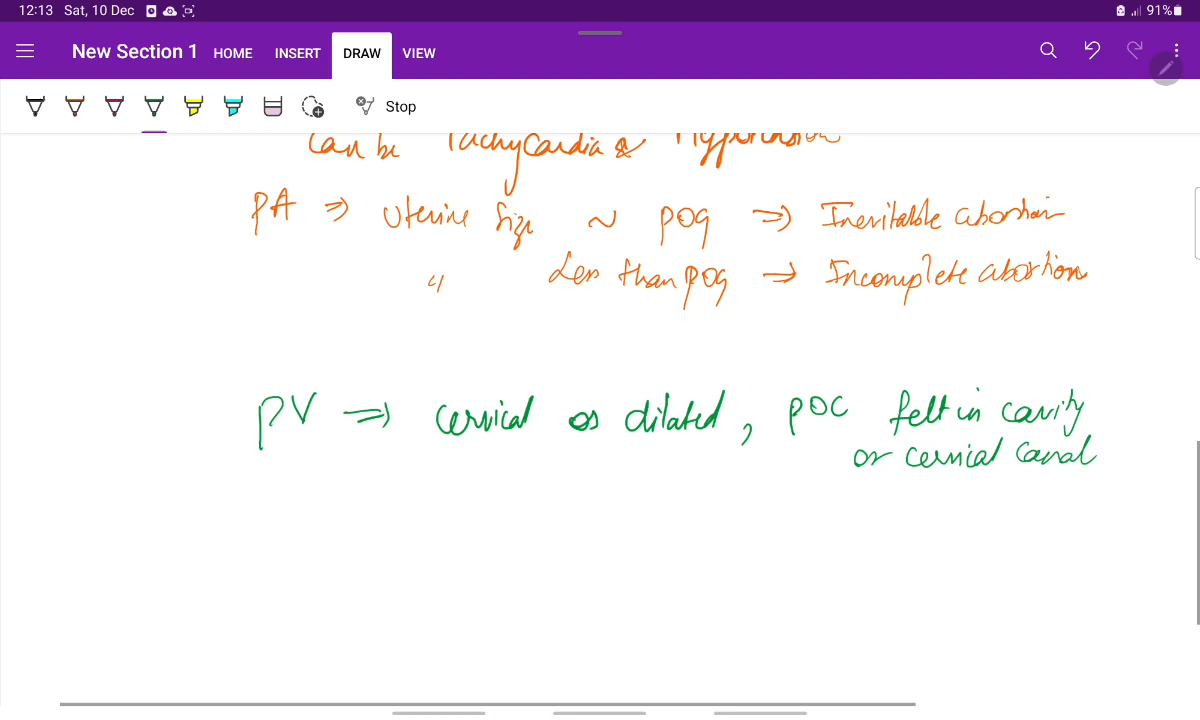 12:13 Sat, 10 Dec 91%
New Section 1 HOME INSERT DRAW VIEW
Stop
Can be Tachycardia &
PA ⇒ Uterine Size ~ POG ⇒ Inevitable abortion
" Less than POG → Incomplete abortion
PV ⇒ Cervical os dilated, POC felt in cavity
or cervical Canal